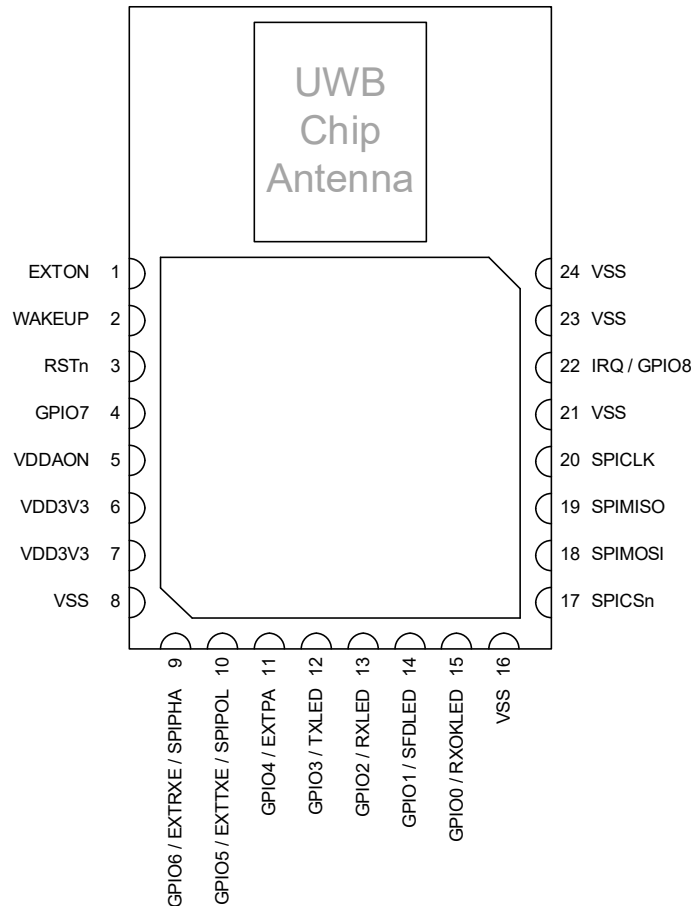 UWB
Chip
Antenna
EXTON 1
WAKEUP 2
RSTn 3
GPIO7 4
VDDAON 5
VDD3V3 6
VDD3V3 7
VSS 8
24 VSS
23 VSS
22 IRQ / GPIO8
21 VSS
20 SPICLK
19 SPIMISO
18 SPIMOSI
17 SPICSn
GPIO6 / EXTRXE / SPIPHA 9
GPIO5 / EXTTXE / SPIPOL 10
GPIO4 / EXTPA 11
GPIO3 / TXLED 12
GPIO2 / RXLED 13
GPIO1 / SFDLED 14
GPIO0 / RXOKLED 15
VSS 16